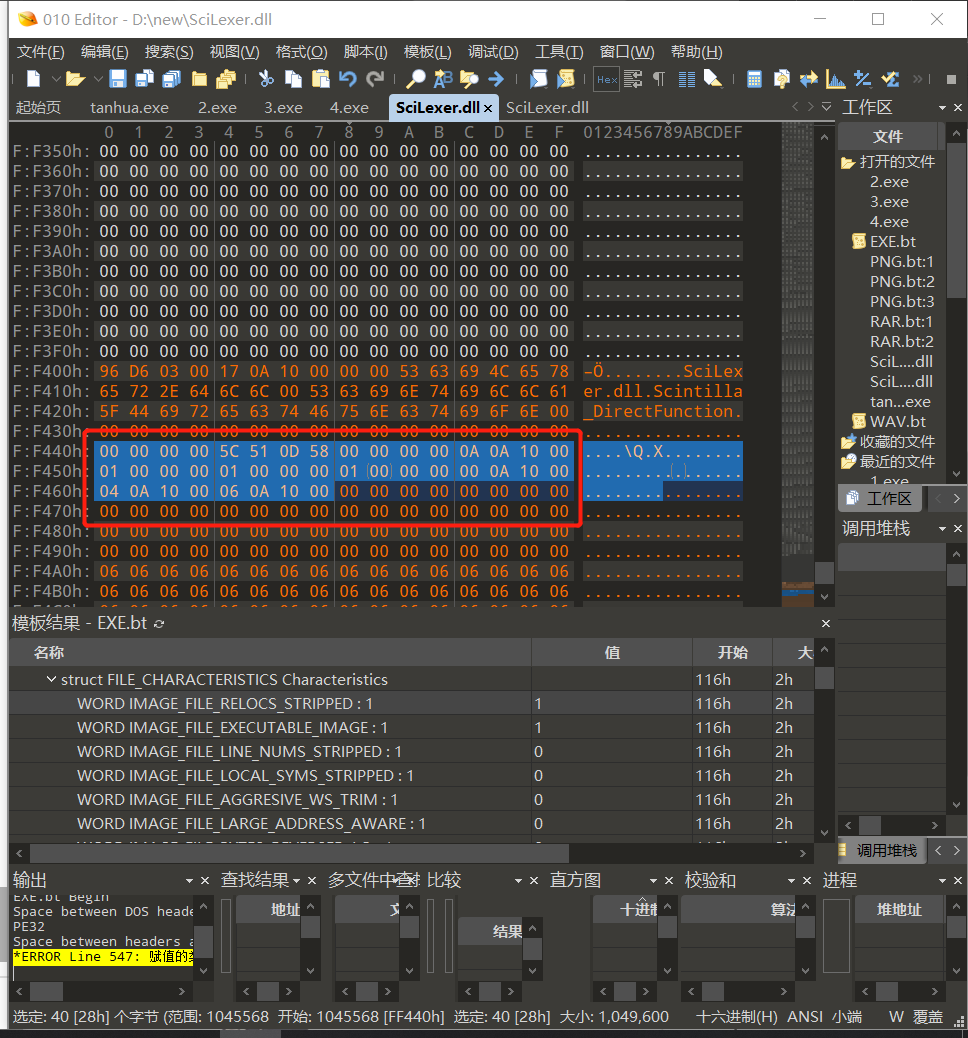 010 Editor - D:\new\SciLexer.dll
文件(F) 编辑(E) 搜索(S) 视图(V) 格式(O) 脚本(I) 模板(L) 调试(D) 工具(T) 窗口(W) 帮助(H)
起始页 tanhua.exe 2.exe 3.exe 4.exe SciLexer.dll × SciLexer.dll
0 1 2 3 4 5 6 7 8 9 A B C D E F 0123456789ABCDEF
F:F350h: 00 00 00 00 00 00 00 00 00 00 00 00 00 00 00 00 ................
F:F360h: 00 00 00 00 00 00 00 00 00 00 00 00 00 00 00 00 ................
F:F370h: 00 00 00 00 00 00 00 00 00 00 00 00 00 00 00 00 ................
F:F380h: 00 00 00 00 00 00 00 00 00 00 00 00 00 00 00 00 ................
F:F390h: 00 00 00 00 00 00 00 00 00 00 00 00 00 00 00 00 ................
F:F3A0h: 00 00 00 00 00 00 00 00 00 00 00 00 00 00 00 00 ................
F:F3B0h: 00 00 00 00 00 00 00 00 00 00 00 00 00 00 00 00 ................
F:F3C0h: 00 00 00 00 00 00 00 00 00 00 00 00 00 00 00 00 ................
F:F3D0h: 00 00 00 00 00 00 00 00 00 00 00 00 00 00 00 00 ................
F:F3E0h: 00 00 00 00 00 00 00 00 00 00 00 00 00 00 00 00 ................
F:F3F0h: 00 00 00 00 00 00 00 00 00 00 00 00 00 00 00 00 ................
F:F400h: 96 D6 03 00 17 0A 10 00 00 00 53 63 69 4C 65 78 –Ö........SciLex
F:F410h: 65 72 2E 64 6C 6C 00 53 63 69 6E 74 69 6C 6C 61 er.dll.Scintilla
F:F420h: 5F 44 69 72 65 63 74 46 75 6E 63 74 69 6F 6E 00 _DirectFunction.
F:F430h: 00 00 00 00 00 00 00 00 00 00 00 00 00 00 00 00 ................
F:F440h: 00 00 00 00 5C 51 0D 58 00 00 00 00 0A 0A 10 00 ....\Q.X........
F:F450h: 01 00 00 00 01 00 00 00 01 00 00 00 00 0A 10 00 ................
F:F460h: 04 0A 10 00 06 0A 10 00 00 00 00 00 00 00 00 00 ................
F:F470h: 00 00 00 00 00 00 00 00 00 00 00 00 00 00 00 00 ................
F:F480h: 00 00 00 00 00 00 00 00 00 00 00 00 00 00 00 00 ................
F:F490h: 00 00 00 00 00 00 00 00 00 00 00 00 00 00 00 00 ................
F:F4A0h: 06 06 06 06 06 06 06 06 06 06 06 06 06 06 06 06 ................
F:F4B0h: 06 06 06 06 06 06 06 06 06 06 06 06 06 06 06 06 ................
工作区
文件
打开的文件
2.exe
3.exe
4.exe
EXE.bt
PNG.bt:1
PNG.bt:2
PNG.bt:3
RAR.bt:1
RAR.bt:2
SciL....dll
SciL....dll
tan...exe
WAV.bt
收藏的文件
最近的文件
1.exe
工作区
调用堆栈
调用堆栈
模板结果 - EXE.bt
名称 值 开始
struct FILE_CHARACTERISTICS Characteristics 116h 2h
WORD IMAGE_FILE_RELOCS_STRIPPED : 1 1 116h 2h
WORD IMAGE_FILE_EXECUTABLE_IMAGE : 1 1 116h 2h
WORD IMAGE_FILE_LINE_NUMS_STRIPPED : 1 0 116h 2h
WORD IMAGE_FILE_LOCAL_SYMS_STRIPPED : 1 0 116h 2h
WORD IMAGE_FILE_AGGRESIVE_WS_TRIM : 1 0 116h 2h
WORD IMAGE_FILE_LARGE_ADDRESS_AWARE : 1 0 116h 2h
输出 查找结果 多文件中查找 比较 直方图 校验和 进程
EXE.bt Begin
Space between DOS heade
PE32
Space between headers a
*ERROR Line 547: 赋值的
地址 结果 十进制 算法 堆地址
选定: 40 [28h] 个字节 (范围: 1045568 开始: 1045568 [FF440h] 选定: 40 [28h] 大小: 1,049,600 十六进制(H) ANSI 小端 W 覆盖